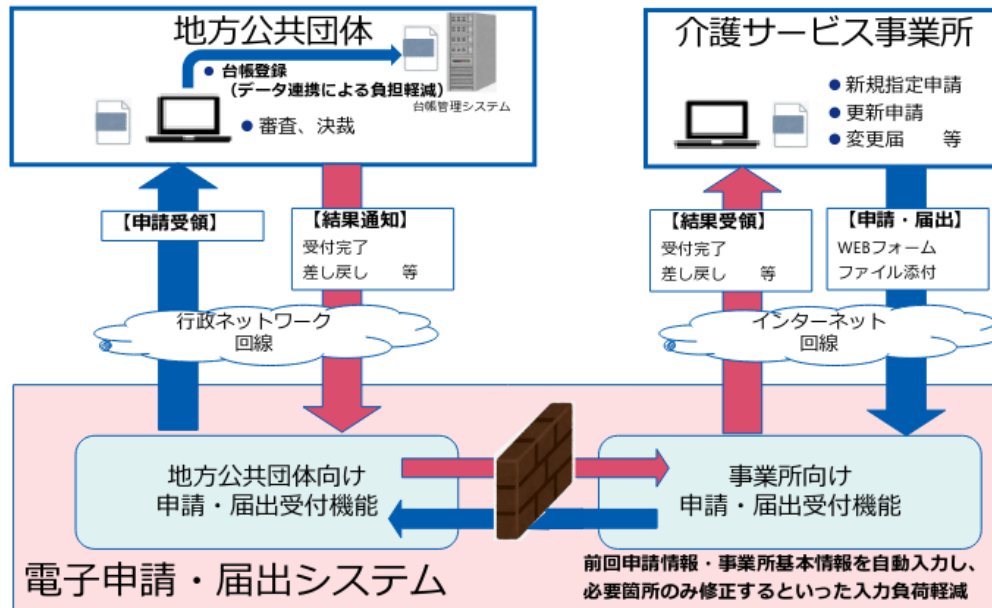 地方公共団体
● 台帳登録
(データ連携による負担軽減)
台帳管理システム
● 審査、決裁
介護サービス事業所
● 新規指定申請
● 更新申請
● 変更届 等
【申請受領】
【結果通知】
受付完了
差し戻し 等
【結果受領】
受付完了
差し戻し 等
【申請・届出】
WEBフォーム
ファイル添付
行政ネットワーク
回線
インターネット
回線
地方公共団体向け
申請・届出受付機能
事業所向け
申請・届出受付機能
電子申請・届出システム
前回申請情報・事業所基本情報を自動入力し、
必要箇所のみ修正するといった入力負荷軽減